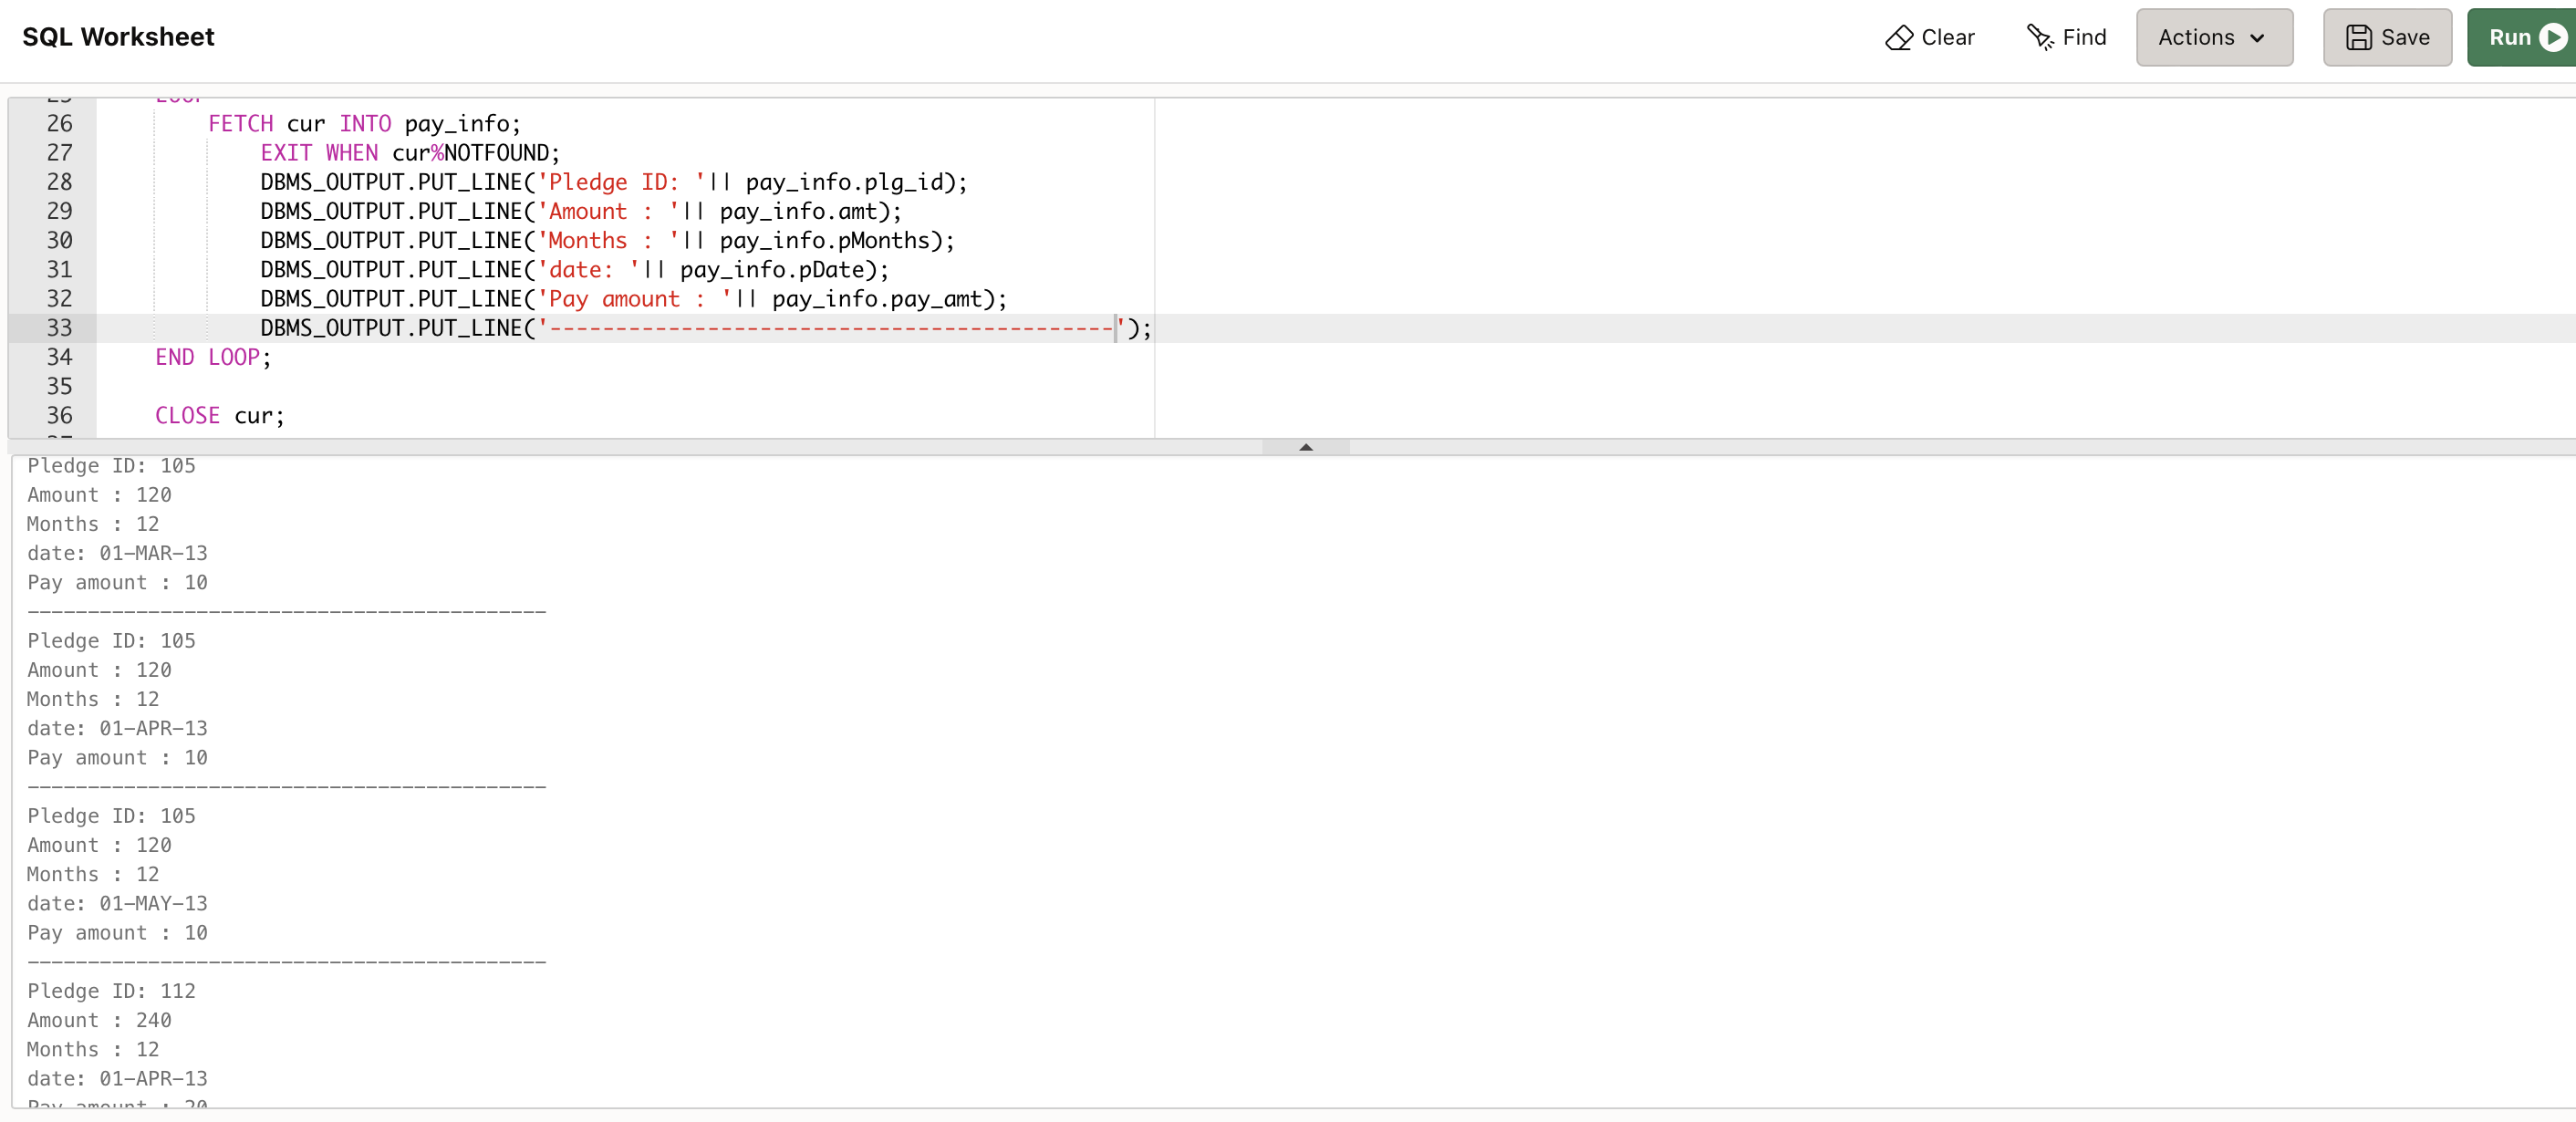 SQL Worksheet
Clear
Find
Actions
Save
Run
25 LOOP
26 FETCH cur INTO pay_info;
27 EXIT WHEN cur%NOTFOUND;
28 DBMS_OUTPUT.PUT_LINE('Pledge ID: '|| pay_info.plg_id);
29 DBMS_OUTPUT.PUT_LINE('Amount : '|| pay_info.amt);
30 DBMS_OUTPUT.PUT_LINE('Months : '|| pay_info.pMonths);
31 DBMS_OUTPUT.PUT_LINE('date: '|| pay_info.pDate);
32 DBMS_OUTPUT.PUT_LINE('Pay amount : '|| pay_info.pay_amt);
33 DBMS_OUTPUT.PUT_LINE('-------------------------------------------');
34 END LOOP;
35
36 CLOSE cur;
37
Pledge ID: 105
Amount : 120
Months : 12
date: 01-MAR-13
Pay amount : 10
-------------------------------------------
Pledge ID: 105
Amount : 120
Months : 12
date: 01-APR-13
Pay amount : 10
-------------------------------------------
Pledge ID: 105
Amount : 120
Months : 12
date: 01-MAY-13
Pay amount : 10
-------------------------------------------
Pledge ID: 112
Amount : 240
Months : 12
date: 01-APR-13
Pay amount : 20